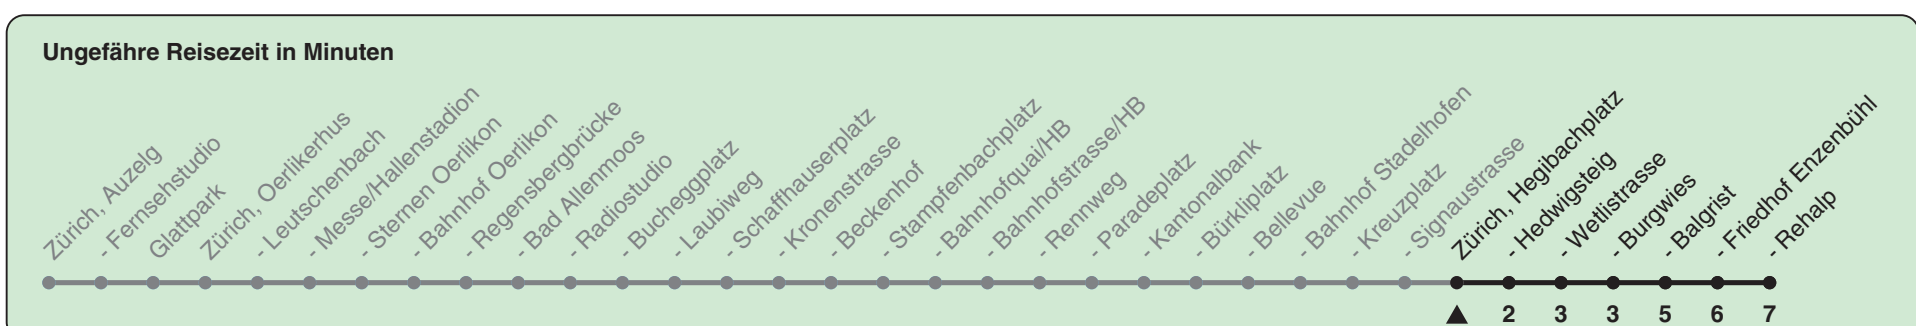 Ungefähre Reisezeit in Minuten
Zürich, Auzelg
- Fernsehstudio
Glattpark
Zürich, Oerlikerhus
- Leutschenbach
- Messe/Hallenstadion
- Sternen Oerlikon
- Bahnhof Oerlikon
- Regensbergbrücke
- Bad Allenmoos
- Radiostudio
- Bucheggplatz
- Laubiweg
- Schaffhauserplatz
- Kronenstrasse
- Beckenhof
- Stampfenbachplatz
- Bahnhofquai/HB
- Bahnhofstrasse/HB
- Rennweg
- Paradeplatz
- Kantonalbank
- Bürkliplatz
- Bellevue
- Bahnhof Stadelhofen
- Kreuzplatz
- Signaustrasse
Zürich, Hegibachplatz
- Hedwigsteig
- Wetlistrasse
- Burgwies
- Balgrist
- Friedhof Enzenbühl
- Rehalp
2 3 3 5 6 7